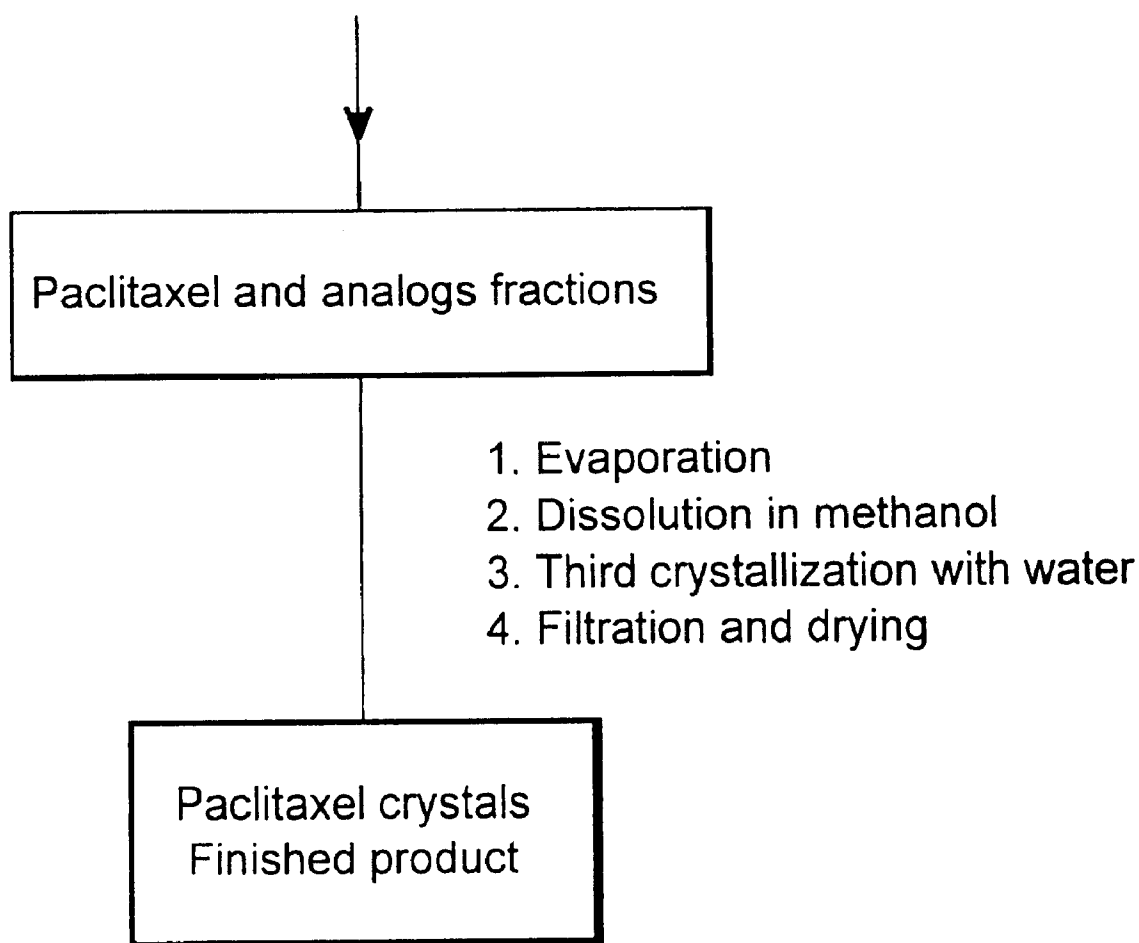 Paclitaxel and analogs fractions
1. Evaporation
2. Dissolution in methanol
3. Third crystallization with water
4. Filtration and drying
Paclitaxel crystals
Finished product